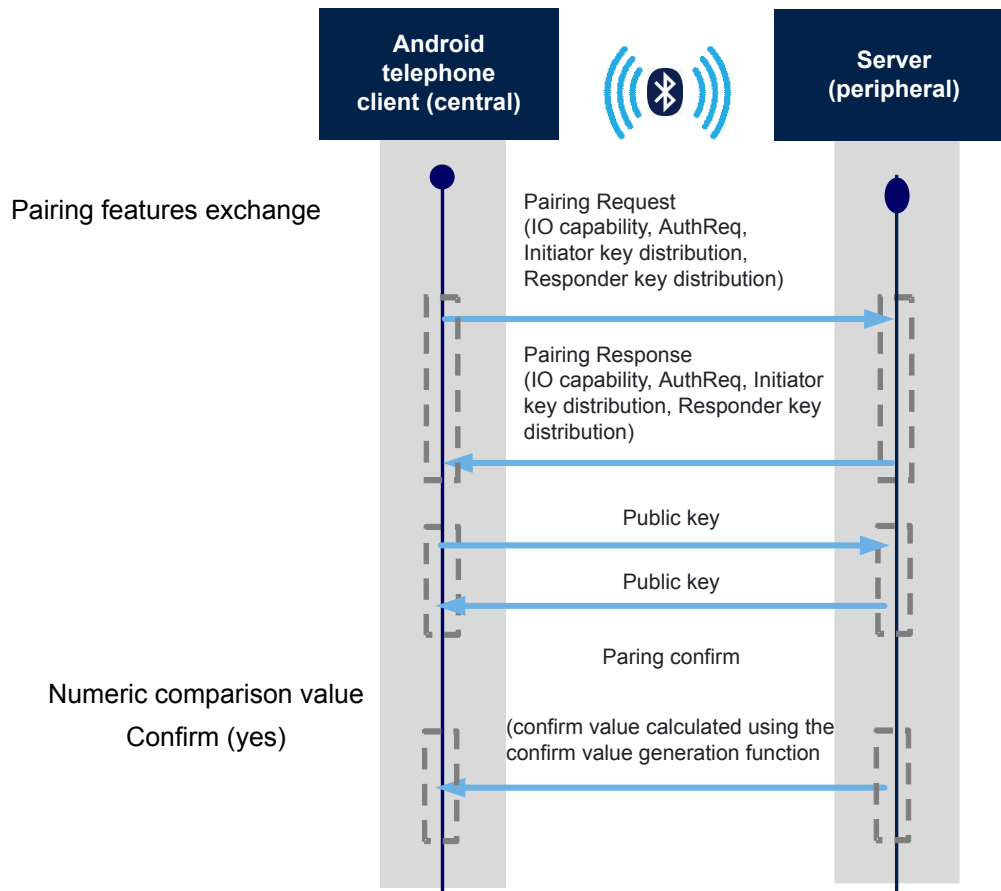 Android
telephone
client (central)
Server
(peripheral)
Pairing features exchange
Pairing Request
(IO capability, AuthReq,
Initiator key distribution,
Responder key distribution)
Pairing Response
(IO capability, AuthReq, Initiator
key distribution, Responder key
distribution)
Public key
Public key
Paring confirm
Numeric comparison value
Confirm (yes)
(confirm value calculated using the
confirm value generation function